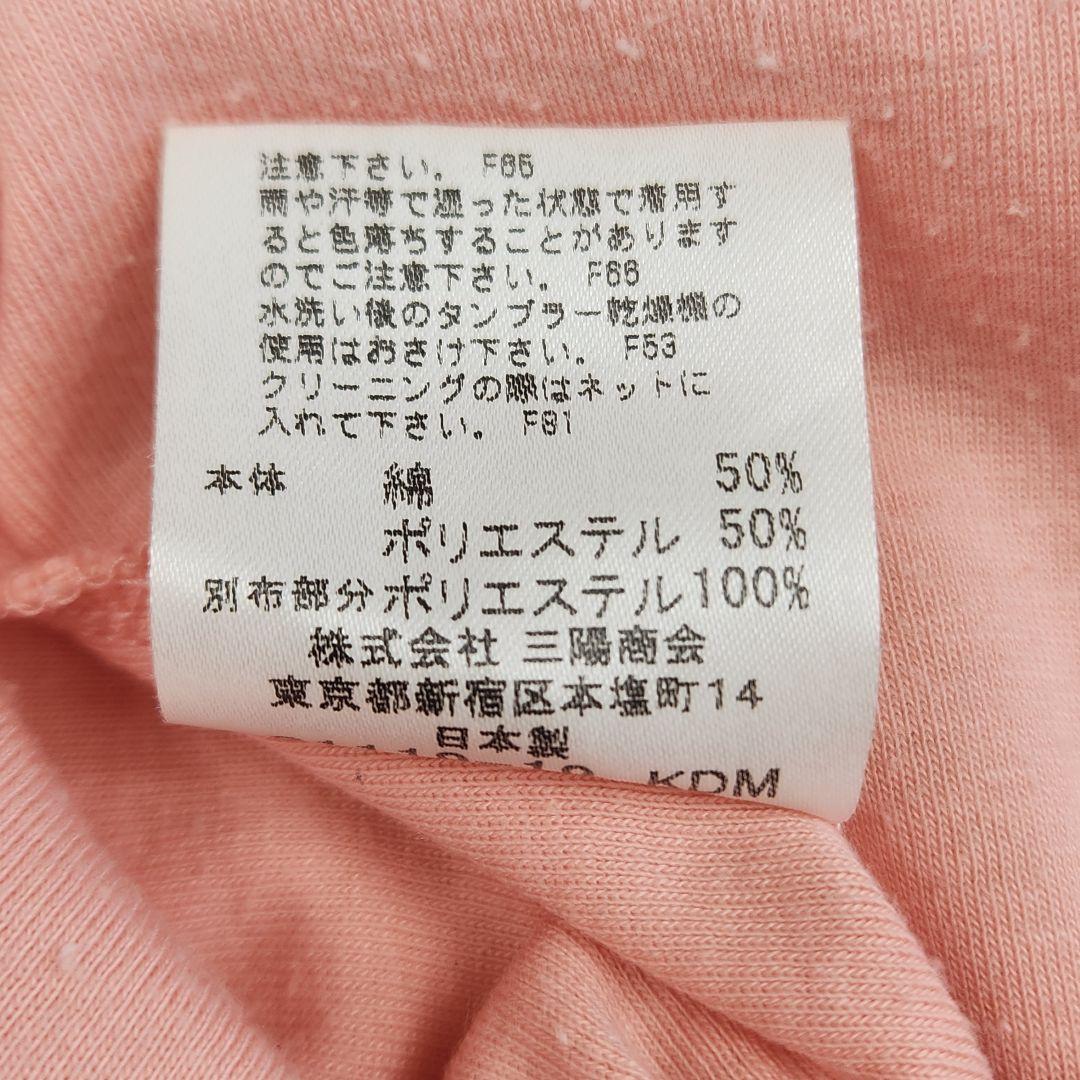 注意下さい。 F65
雨や汗等で湿った状態で着用す
ると色落ちすることがあります
のでご注意下さい。 F66
水洗い後のタンブラー乾燥機の
使用はおさけ下さい。 F53
クリーニングの際はネットに
入れて下さい。 F81
本体 綿 50%
ポリエステル 50%
別布部分 ポリエステル 100%
株式会社 三陽商会
東京都新宿区本塩町14
日本製
KDM